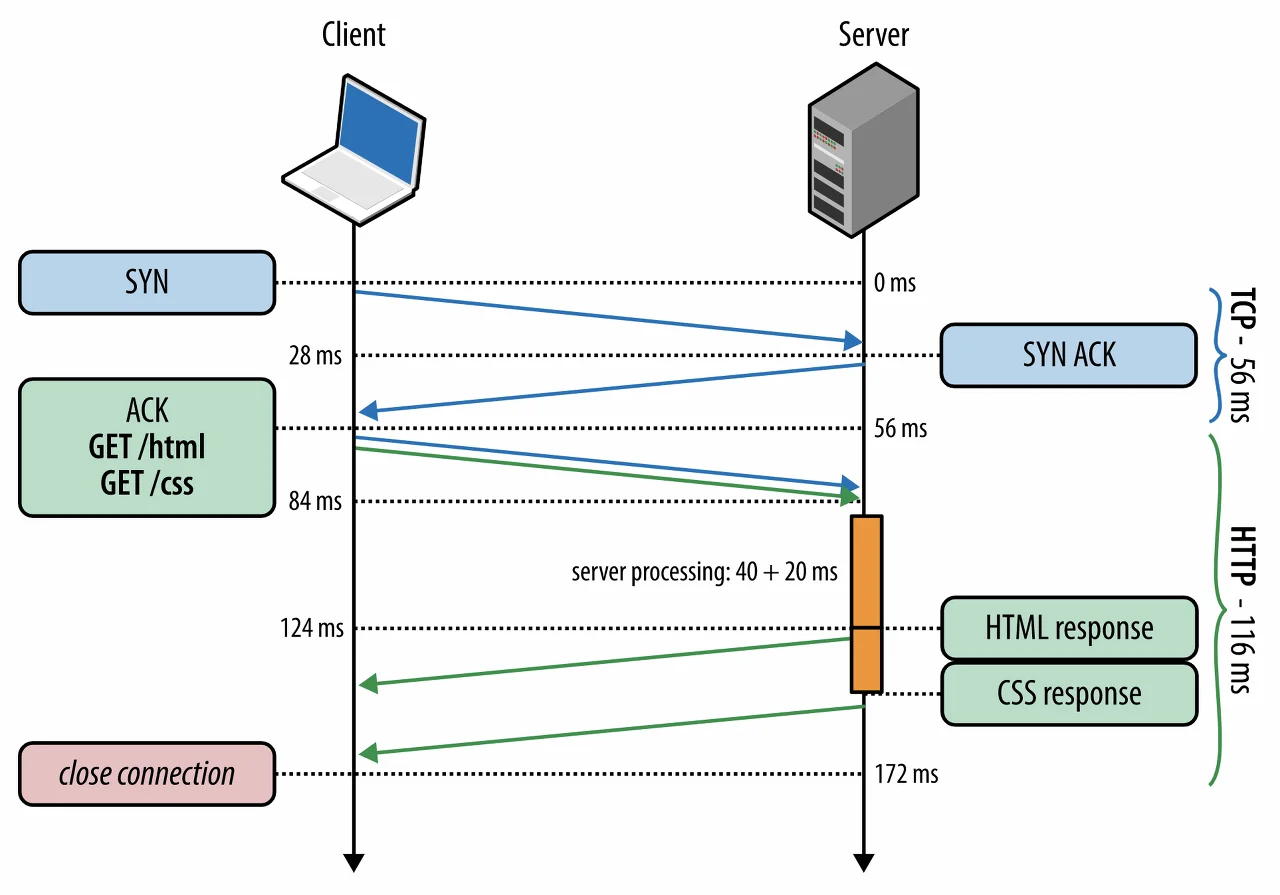 Client
Server
SYN
0 ms
28 ms
SYN ACK
TCP - 56 ms
ACK
GET /html
GET /css
56 ms
84 ms
server processing: 40 + 20 ms
HTTP - 116 ms
124 ms
HTML response
CSS response
close connection
172 ms